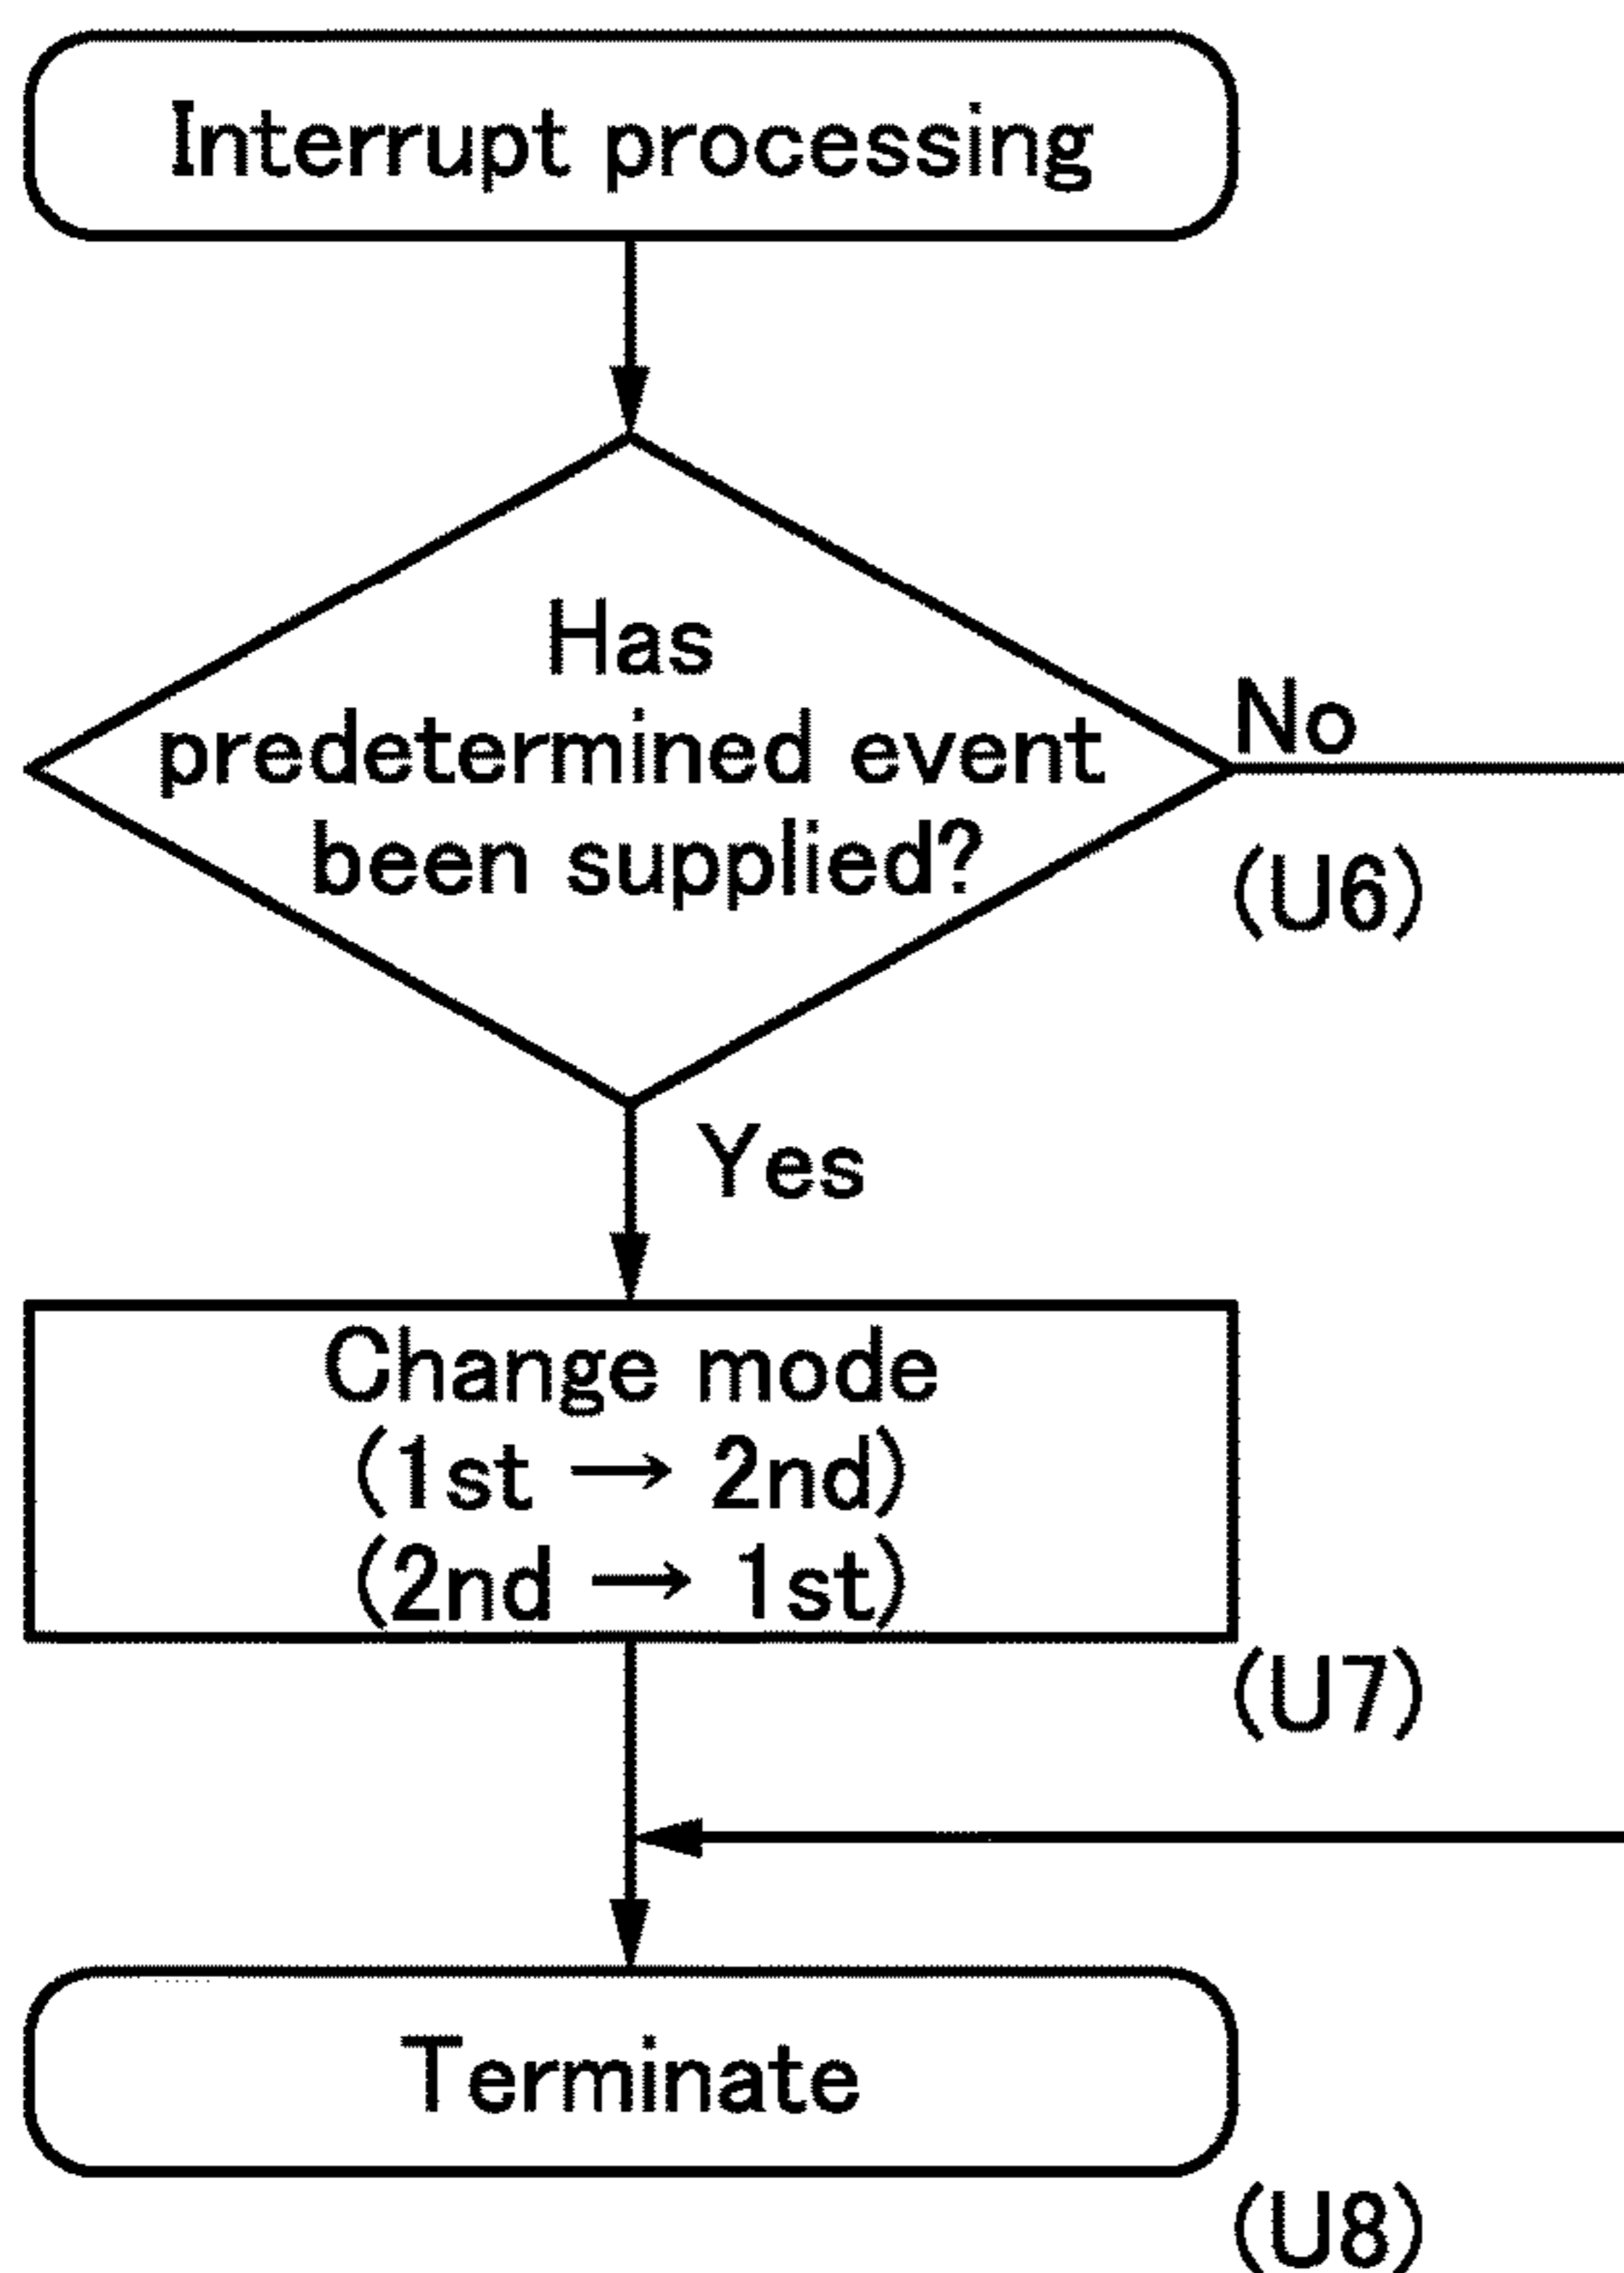 Interrupt processing
Has
predetermined event
been supplied?
No
(U6)
Yes
Change mode
(1st → 2nd)
(2nd → 1st)
(U7)
Terminate
(U8)